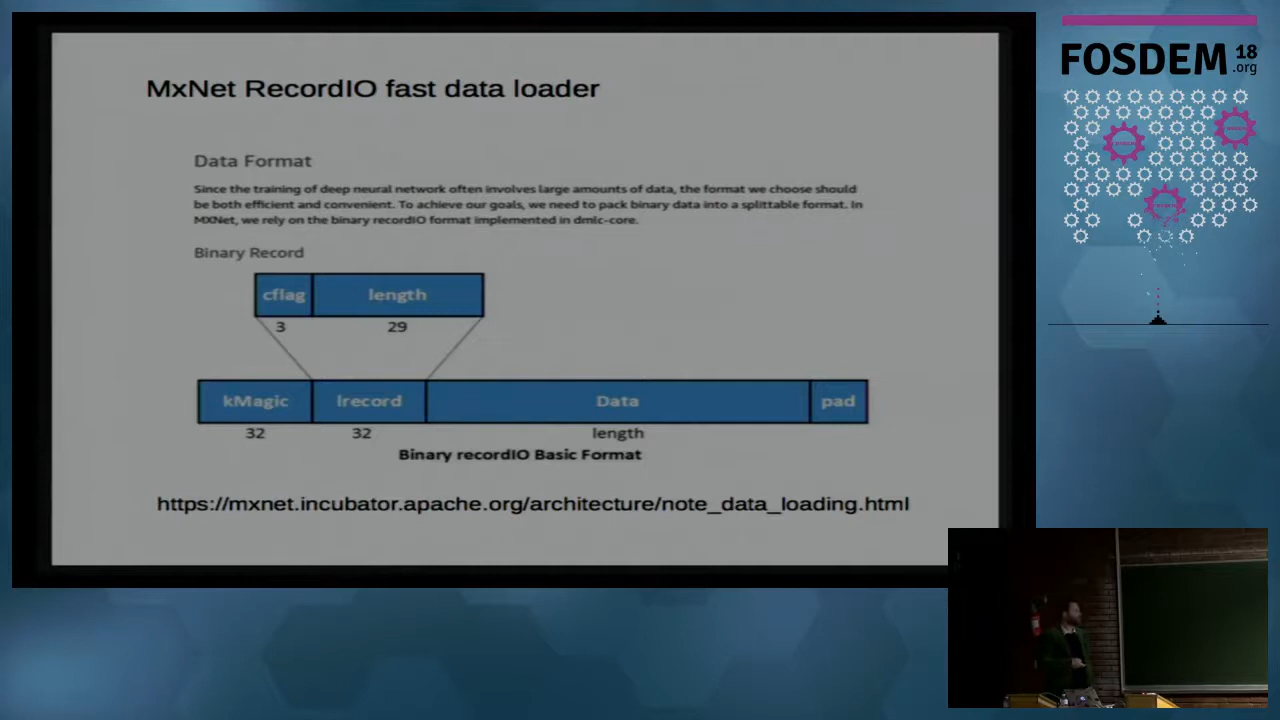 MxNet RecordIO fast data loader
Data Format
Since the training of deep neural network often involves large amounts of data, the format we choose should
be both efficient and convenient. To achieve our goals, we need to pack binary data into a splittable format. In
MXNet, we rely on the binary recordIO format implemented in dmlc-core.
Binary Record
cflag length
3 29
kMagic lrecord Data pad
32 32 length
Binary recordIO Basic Format
https://mxnet.incubator.apache.org/architecture/note_data_loading.html
FOSDEM 18
.org